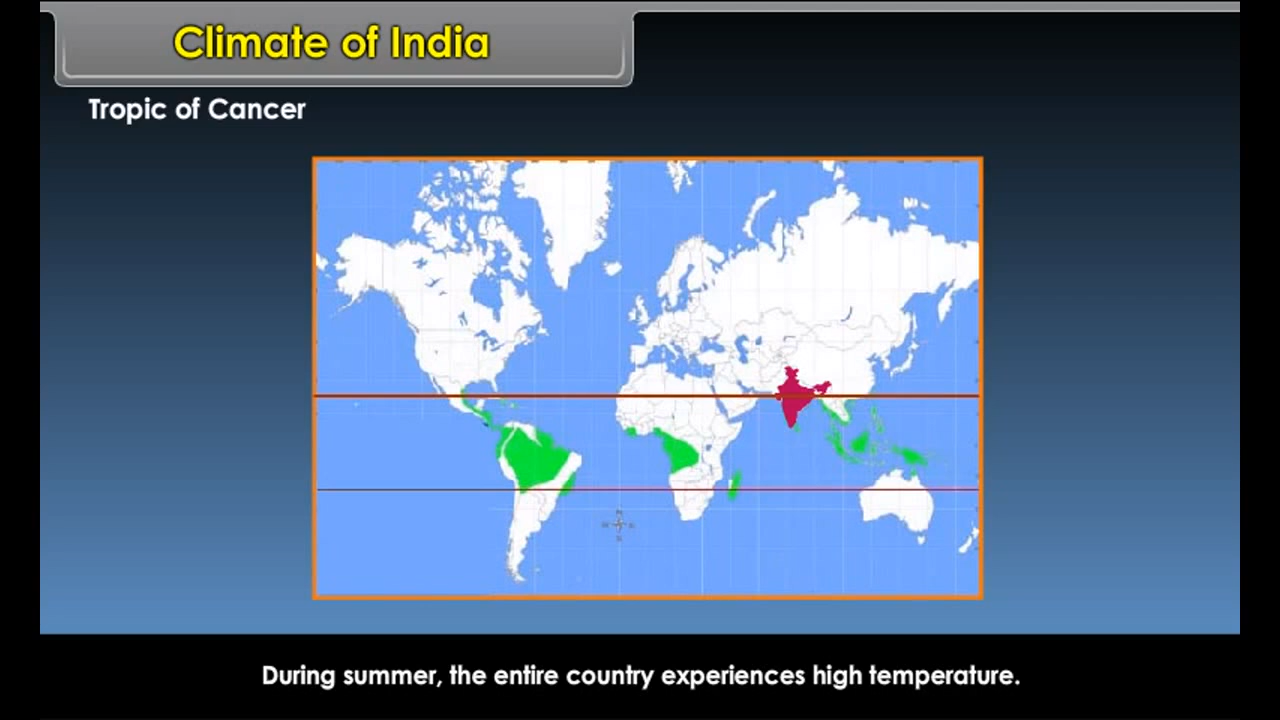 Climate of India
Tropic of Cancer
During summer, the entire country experiences high temperature.